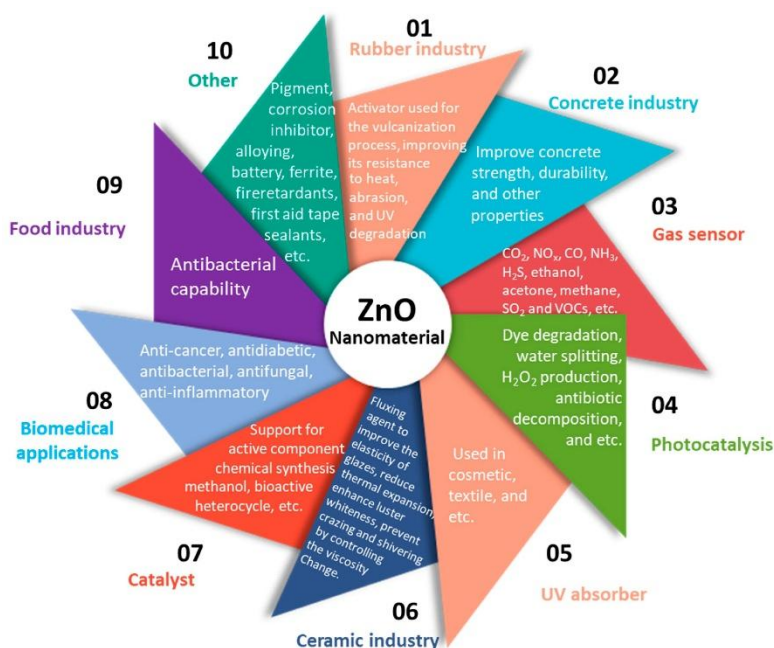 ZnO
Nanomaterial
01
Rubber industry
Activator used for
the vulcanization
process, improving
its resistance
to heat,
abrasion,
and UV
degradation
02
Concrete industry
Improve concrete
strength, durability,
and other
properties
03
Gas sensor
CO₂, NOₓ, CO, NH₃,
H₂S, ethanol,
acetone, methane,
SO₂ and VOCs, etc.
04
Photocatalysis
Dye degradation,
water splitting,
H₂O₂ production,
antibiotic
decomposition,
and etc.
05
UV absorber
Used in
cosmetic,
textile, and
etc.
06
Ceramic industry
Fluxing
agent to
improve the
elasticity of
glazes, reduce
thermal expansion,
enhance luster
whiteness, prevent
crazing and shivering
by controlling
the viscosity
Change.
07
Catalyst
Support for
active component
chemical synthesis
methanol, bioactive
heterocycle, etc.
08
Biomedical
applications
Anti-cancer, antidiabetic,
antibacterial, antifungal,
anti-inflammatory
09
Food industry
Antibacterial
capability
10
Other
Pigment,
corrosion
inhibitor,
alloying,
battery, ferrite,
fireretardants,
first aid tape
sealants,
etc.